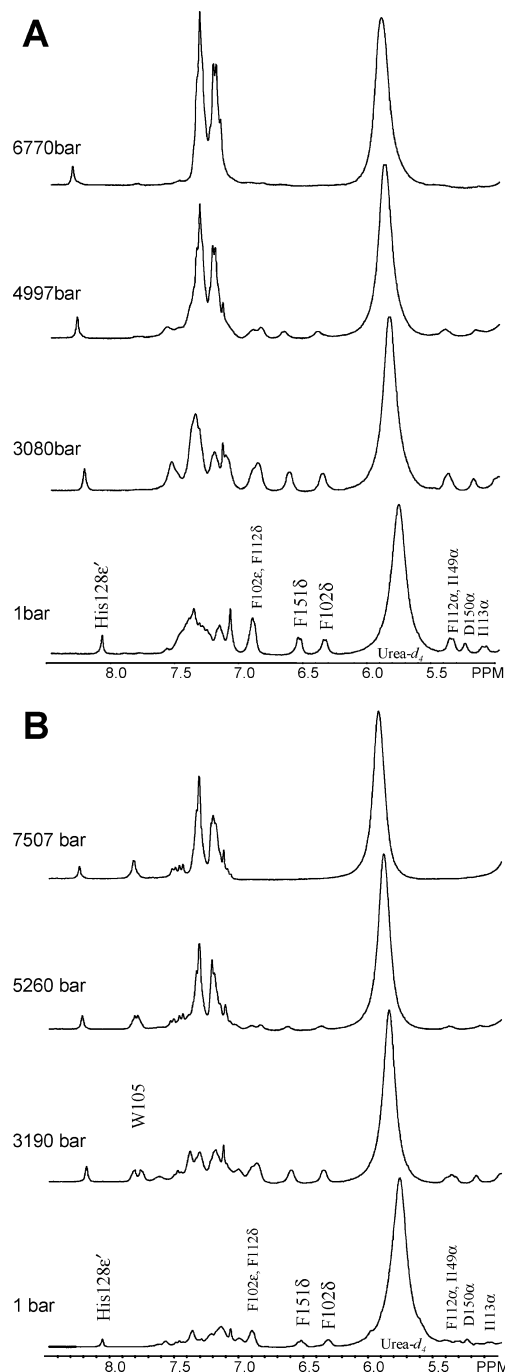 A
6770bar
4997bar
3080bar
1bar
His128ε′
F102ε, F112δ
F151δ
F102δ
Urea-d4
F112α, I149α
D150α
I113α
8.0 7.5 7.0 6.5 6.0 5.5 PPM
B
7507 bar
5260 bar
W105
3190 bar
1 bar
His128ε′
F102ε, F112δ
F151δ
F102δ
Urea-d4
F112α, I149α
D150α
I113α
8.0 7.5 7.0 6.5 6.0 5.5 PPM